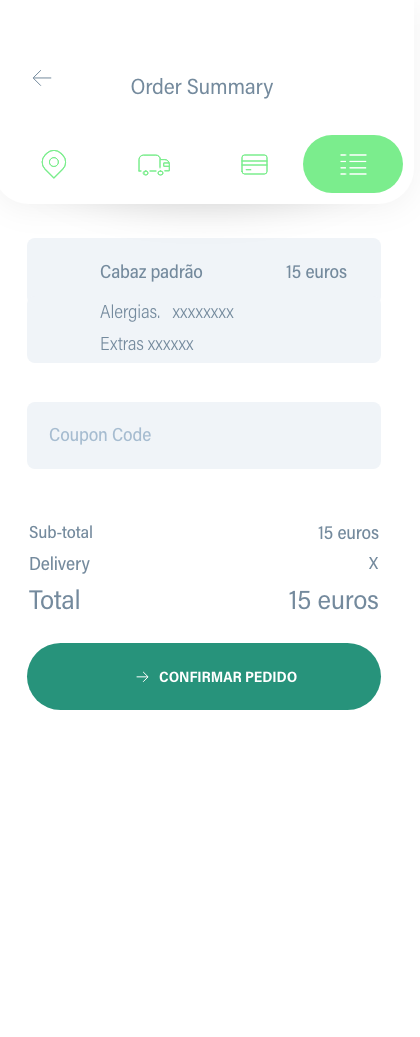 Order Summary
Cabaz padrão 15 euros
Alergias. xxxxxxxx
Extras xxxxxx
Coupon Code
Sub-total 15 euros
Delivery X
Total 15 euros
CONFIRMAR PEDIDO